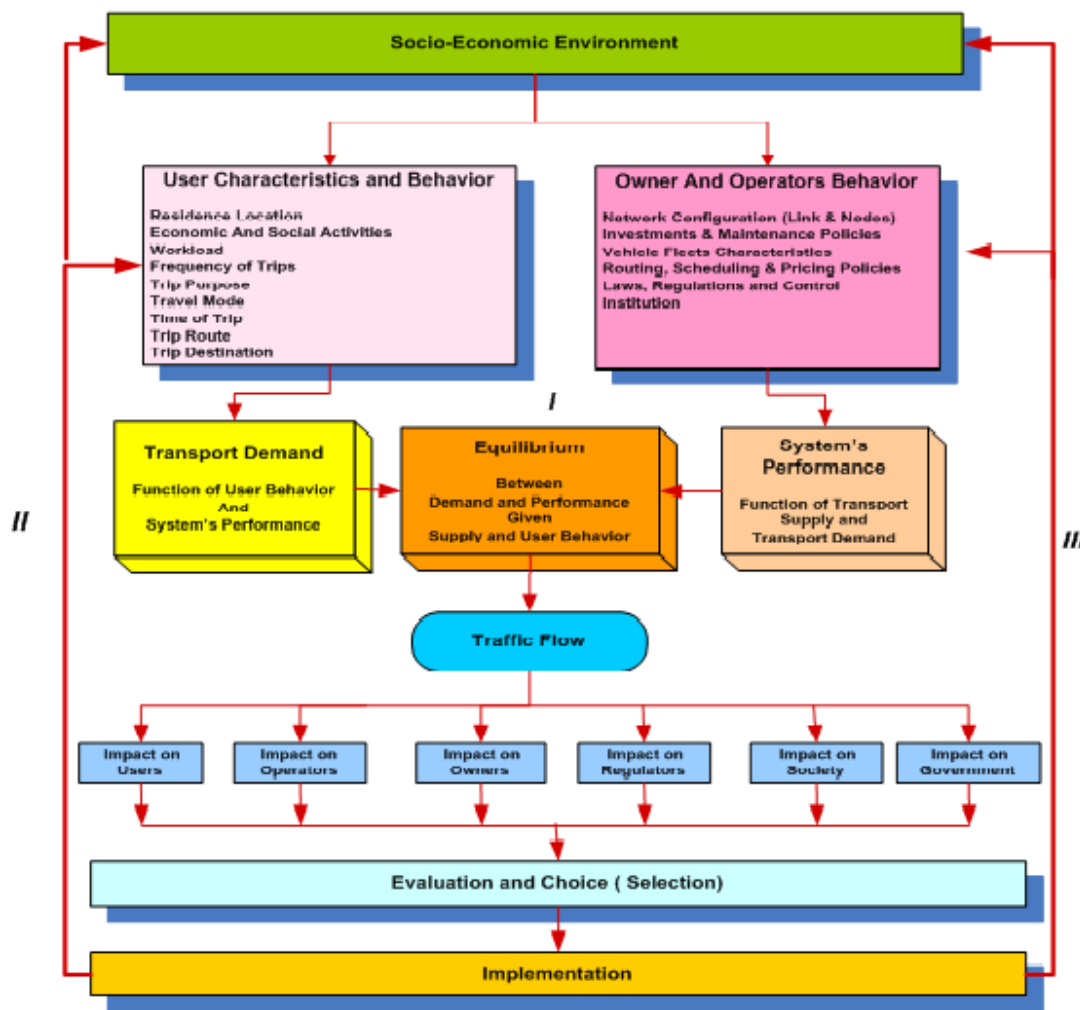 Socio-Economic Environment
User Characteristics and Behavior
Residence Location
Economic And Social Activities
Workload
Frequency of Trips
Trip Purpose
Travel Mode
Time of Trip
Trip Route
Trip Destination
Owner And Operators Behavior
Network Configuration (Link & Nodes)
Investments & Maintenance Policies
Vehicle Fleets Characteristics
Routing, Scheduling & Pricing Policies
Laws, Regulations and Control
Institution
I
Transport Demand
Function of User Behavior
And
System's Performance
Equilibrium
Between
Demand and Performance
Given
Supply and User Behavior
System's
Performance
Function of Transport
Supply and
Transport Demand
II
III
Traffic Flow
Impact on
Users
Impact on
Operators
Impact on
Owners
Impact on
Regulators
Impact on
Society
Impact on
Government
Evaluation and Choice ( Selection)
Implementation